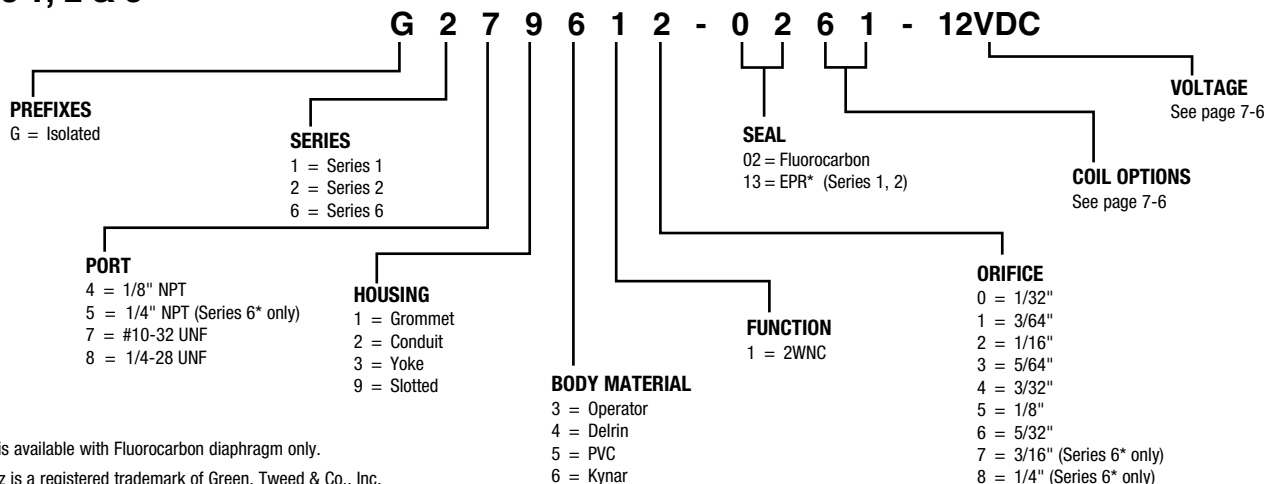 G 2 7 9 6 1 2 - 0 2 6 1 - 12VDC
PREFIXES
G = Isolated
SERIES
1 = Series 1
2 = Series 2
6 = Series 6
PORT
4 = 1/8" NPT
5 = 1/4" NPT (Series 6* only)
7 = #10-32 UNF
8 = 1/4-28 UNF
HOUSING
1 = Grommet
2 = Conduit
3 = Yoke
9 = Slotted
BODY MATERIAL
3 = Operator
4 = Delrin
5 = PVC
6 = Kynar
FUNCTION
1 = 2WNC
SEAL
02 = Fluorocarbon
13 = EPR* (Series 1, 2)
ORIFICE
0 = 1/32"
1 = 3/64"
2 = 1/16"
3 = 5/64"
4 = 3/32"
5 = 1/8"
6 = 5/32"
7 = 3/16" (Series 6* only)
8 = 1/4" (Series 6* only)
COIL OPTIONS
See page 7-6
VOLTAGE
See page 7-6
is available with Fluorocarbon diaphragm only.
z is a registered trademark of Green, Tweed & Co., Inc.